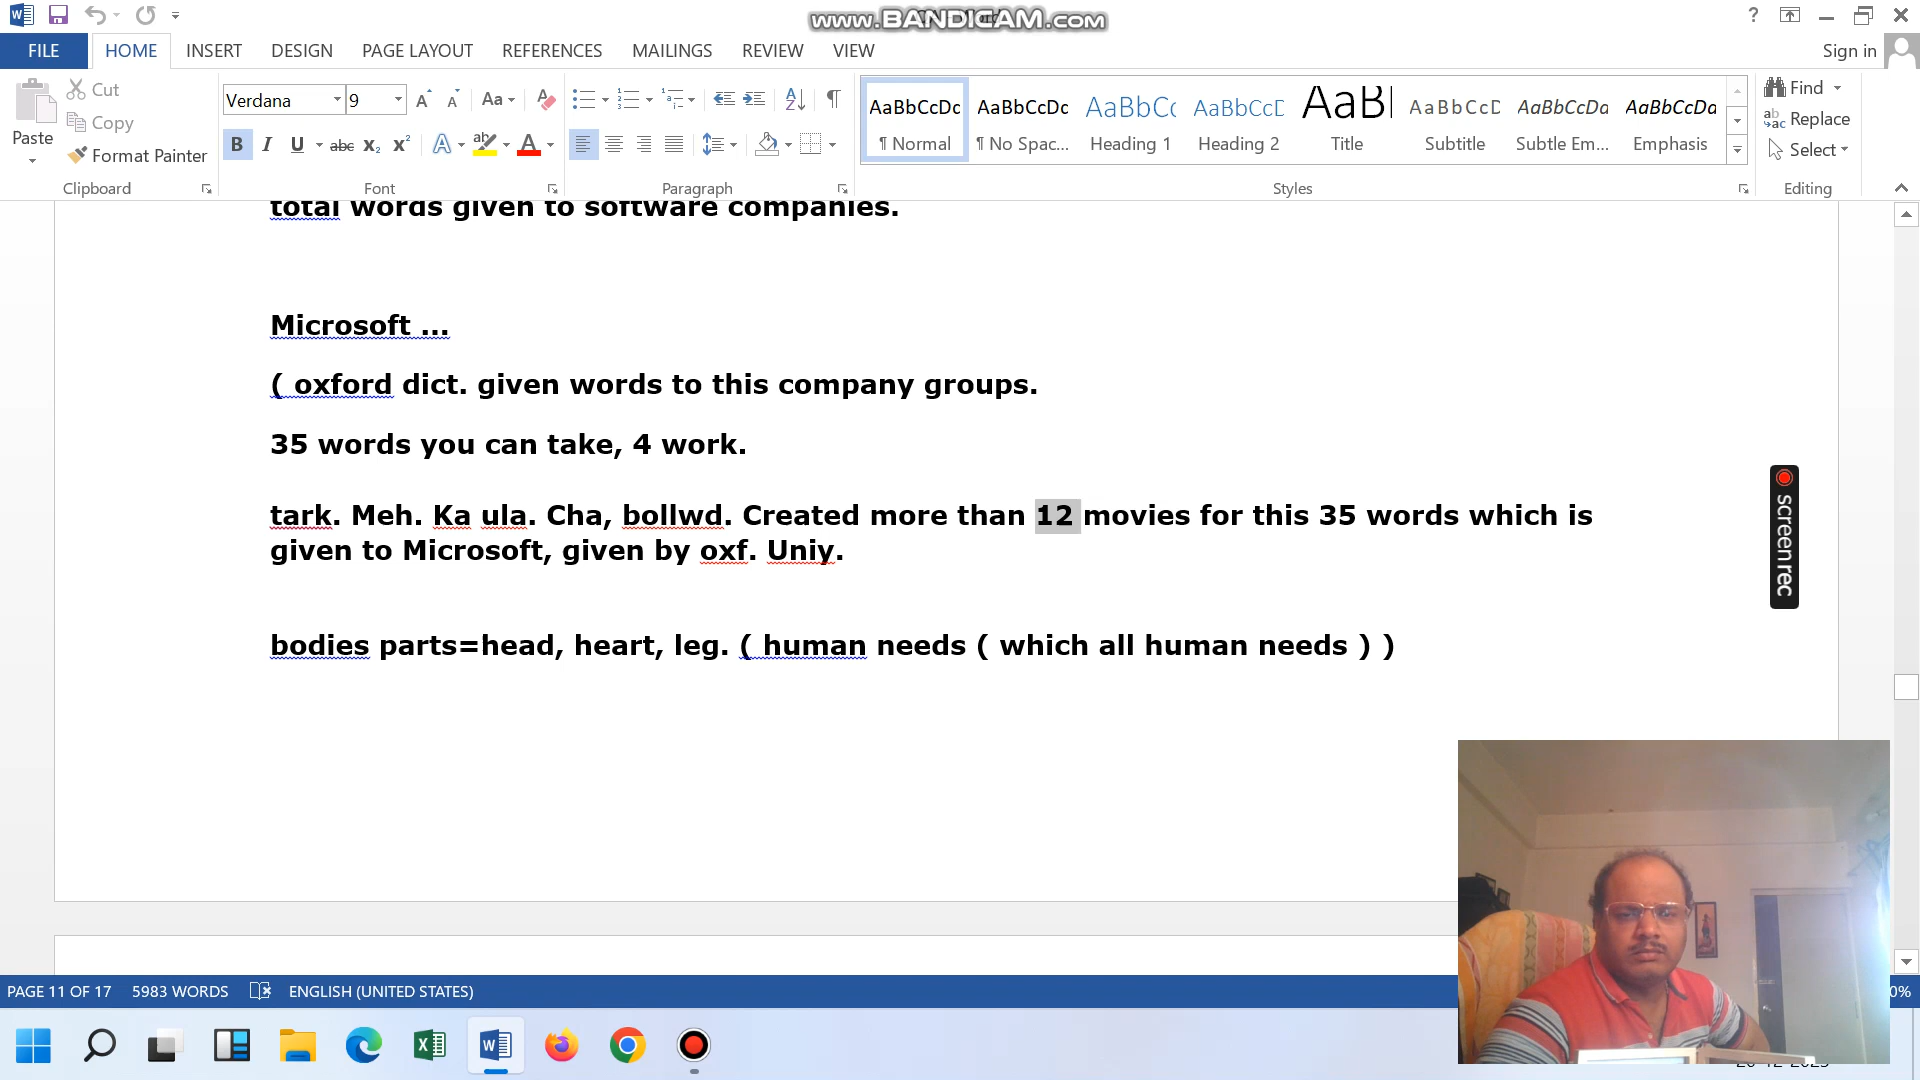 www.BANDICAM.com
FILE HOME INSERT DESIGN PAGE LAYOUT REFERENCES MAILINGS REVIEW VIEW Sign in
Cut
Copy
Format Painter
Paste
Verdana 9
Clipboard Font Paragraph Styles Editing
AaBbCcDc AaBbCcDc AaBbCc AaBbCcD AaBl AaBbCcD AaBbCcDa AaBbCcDa
¶ Normal ¶ No Spac... Heading 1 Heading 2 Title Subtitle Subtle Em... Emphasis
Find
Replace
Select
total words given to software companies.
Microsoft ...
( oxford dict. given words to this company groups.
35 words you can take, 4 work.
tark. Meh. Ka ula. Cha, bollwd. Created more than 12 movies for this 35 words which is
given to Microsoft, given by oxf. Uniy.
bodies parts=head, heart, leg. ( human needs ( which all human needs ) )
screenrec
PAGE 11 OF 17 5983 WORDS ENGLISH (UNITED STATES) 0%